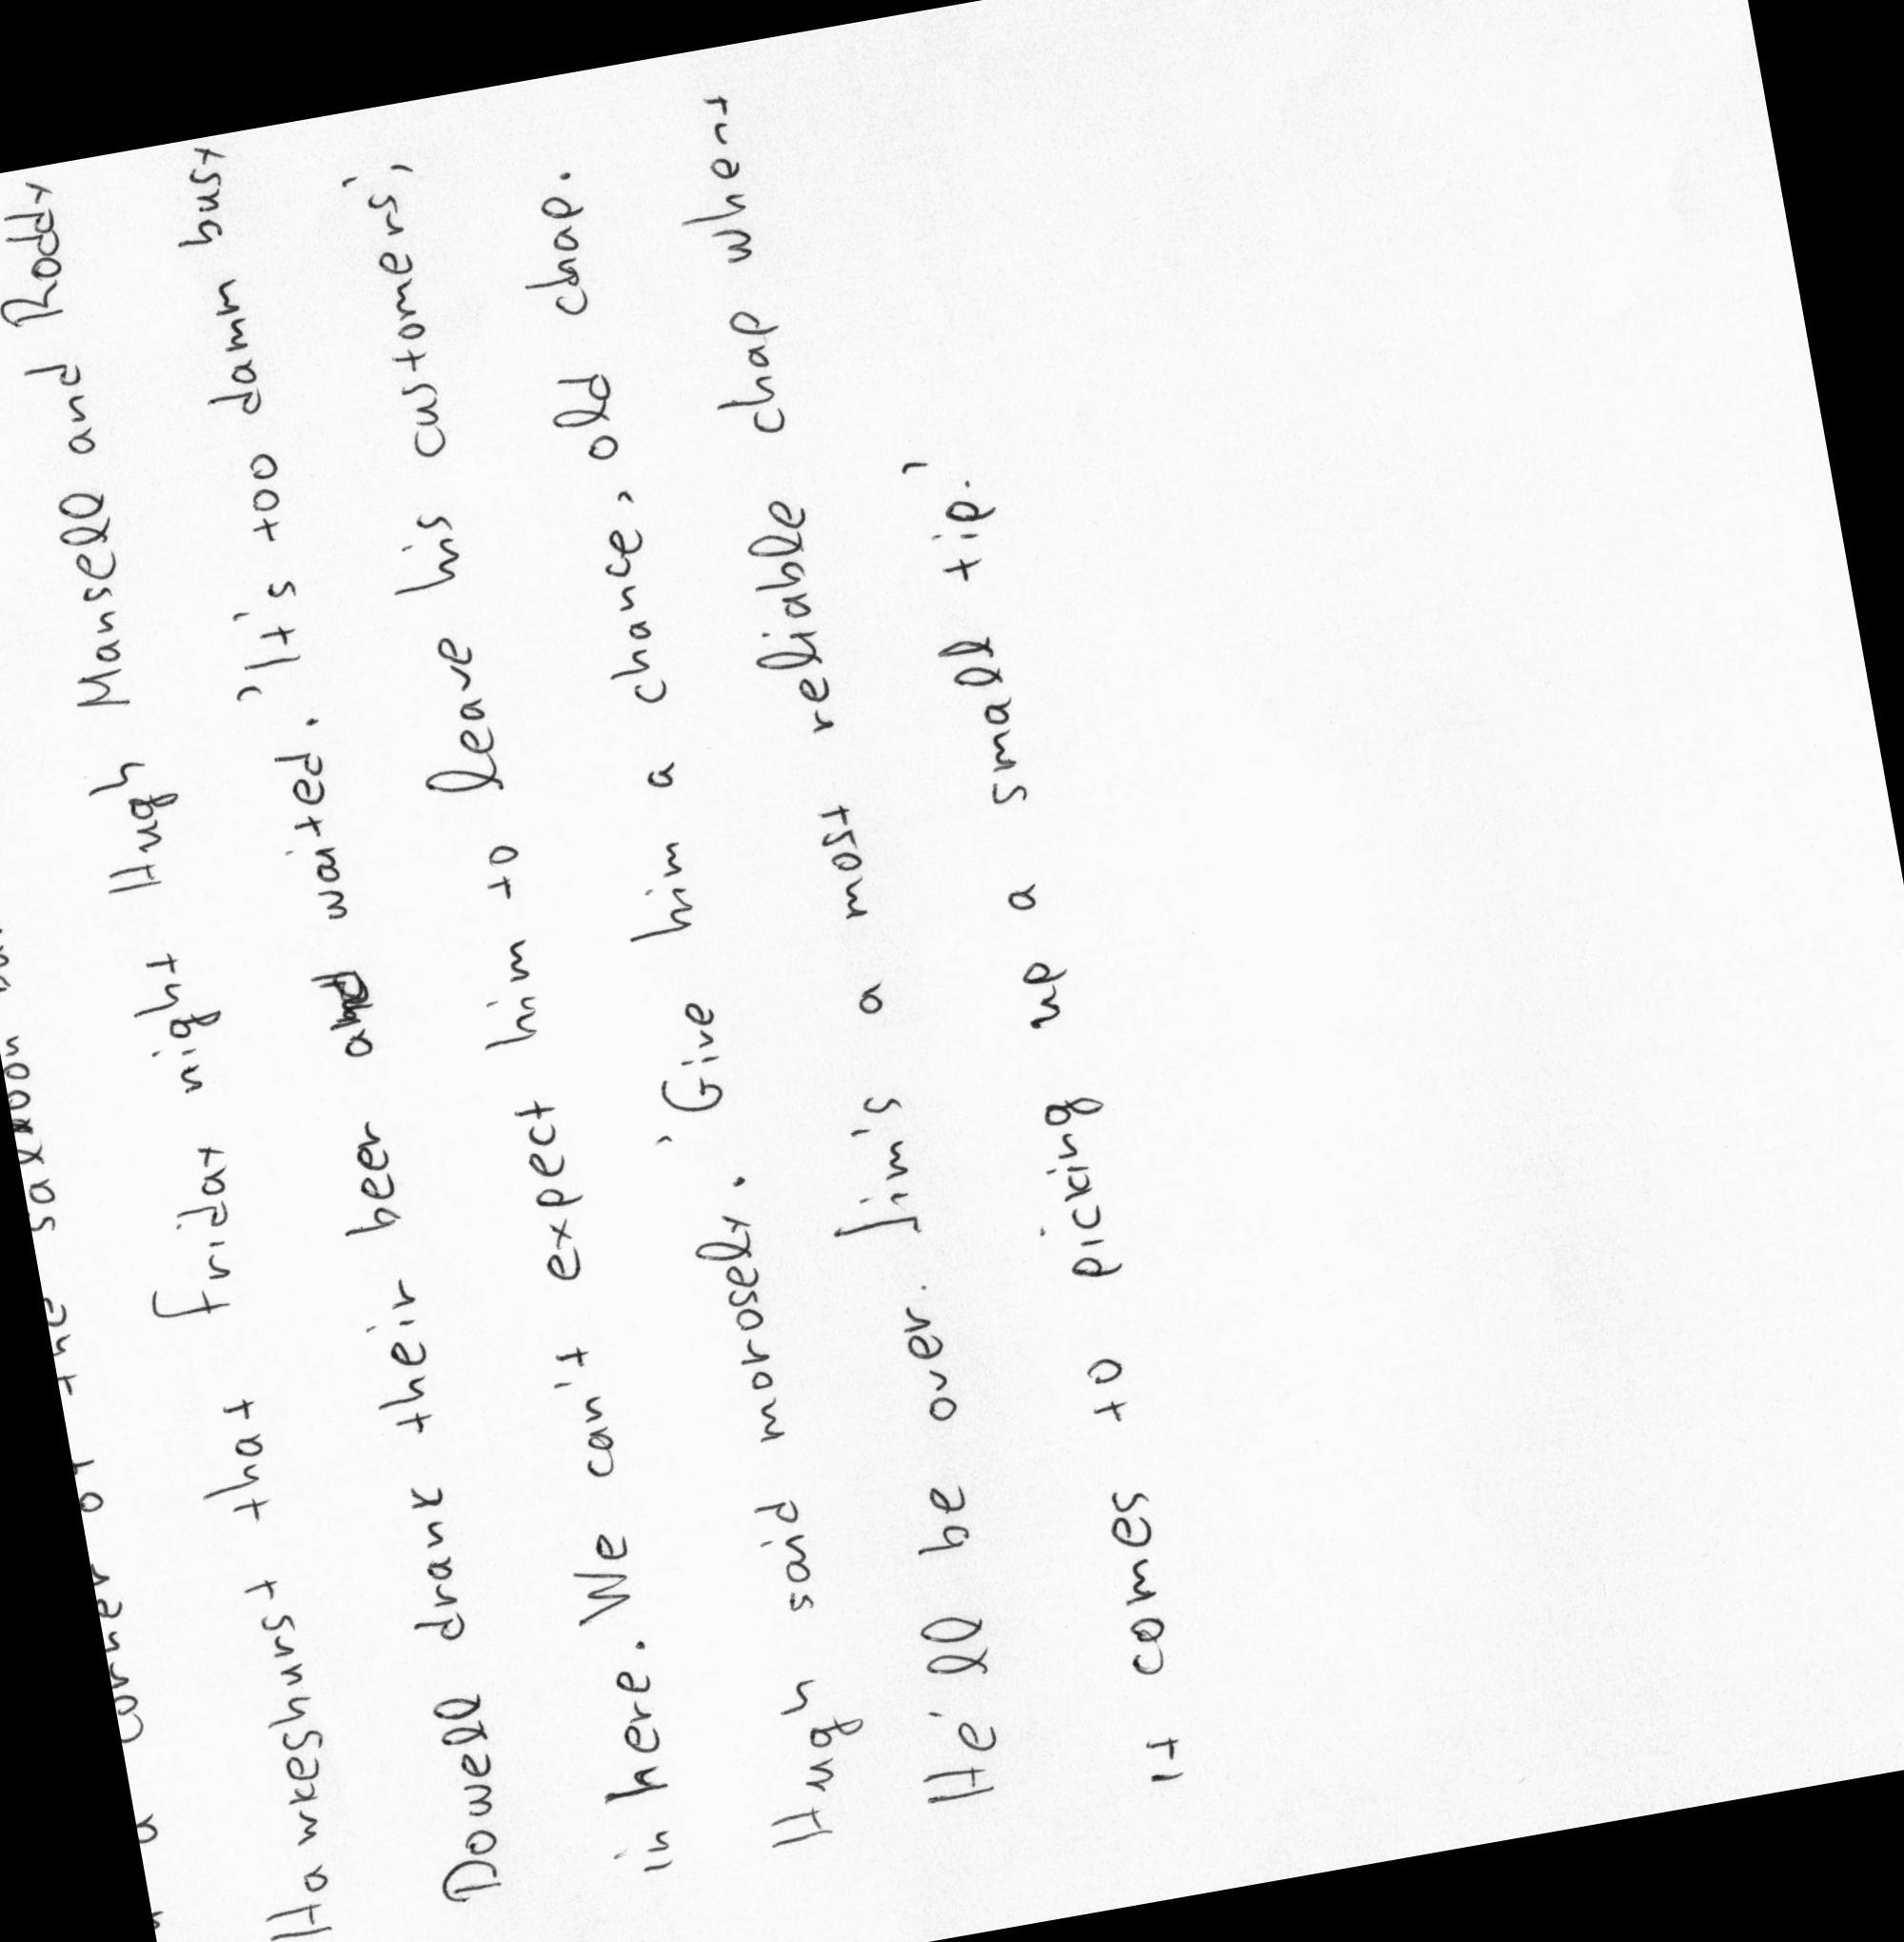 corner of the saloon
Hawkeshurst that Friday night Hugh Mansell and Roddy
Dowell drank their beer and waited. 'It's too damn busy
in here. We can't expect him to leave his customers,'
Hugh said morosely. 'Give him a chance, old chap.
He'll be over. Jim's a most reliable chap when
it comes to picking up a small tip.'